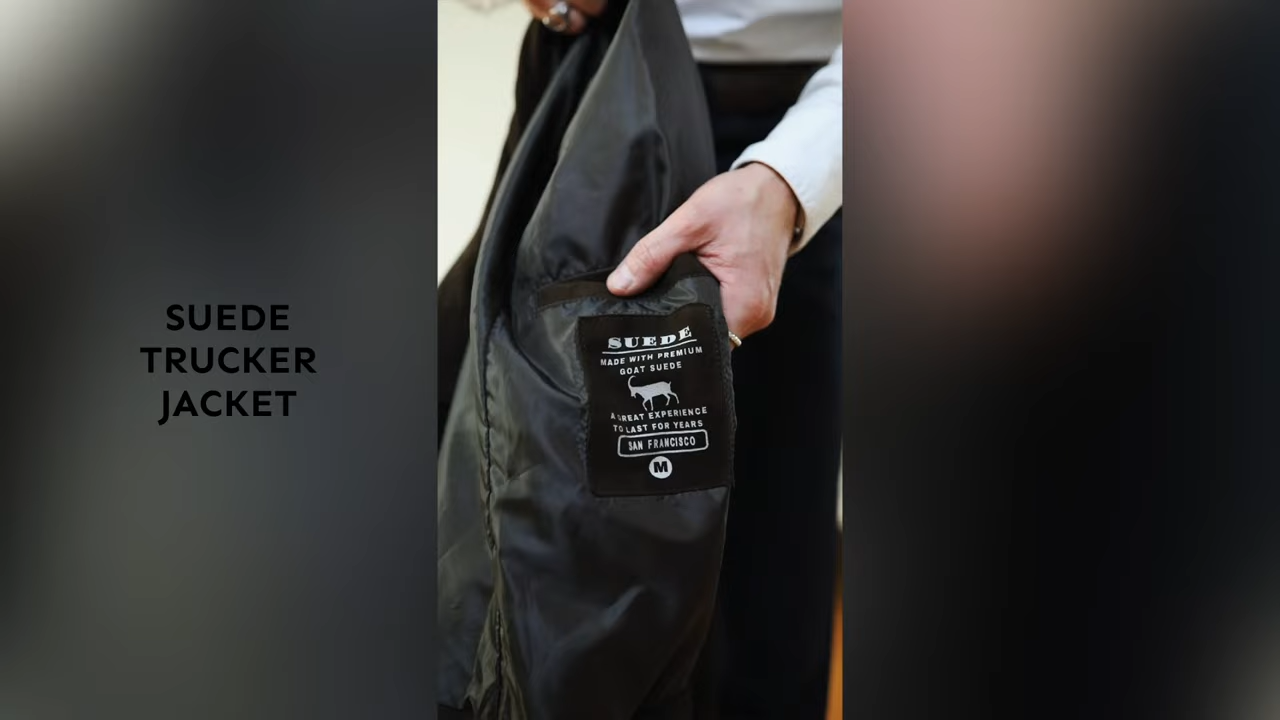 SUEDE
TRUCKER
JACKET
SUEDE
MADE WITH PREMIUM
GOAT SUEDE
A GREAT EXPERIENCE
TO LAST FOR YEARS
SAN FRANCISCO
M